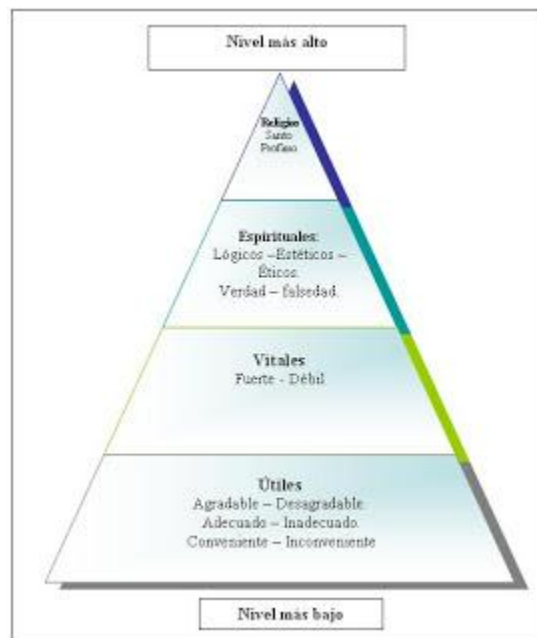 Nivel más alto
Religio
Santo
Profano
Espirituales:
Lógicos –Estéticos –
Éticos.
Verdad – falsedad.
Vitales
Fuerte - Débil
Útiles
Agradable – Desagradable.
Adecuado – Inadecuado.
Conveniente – Inconveniente
Nivel más bajo